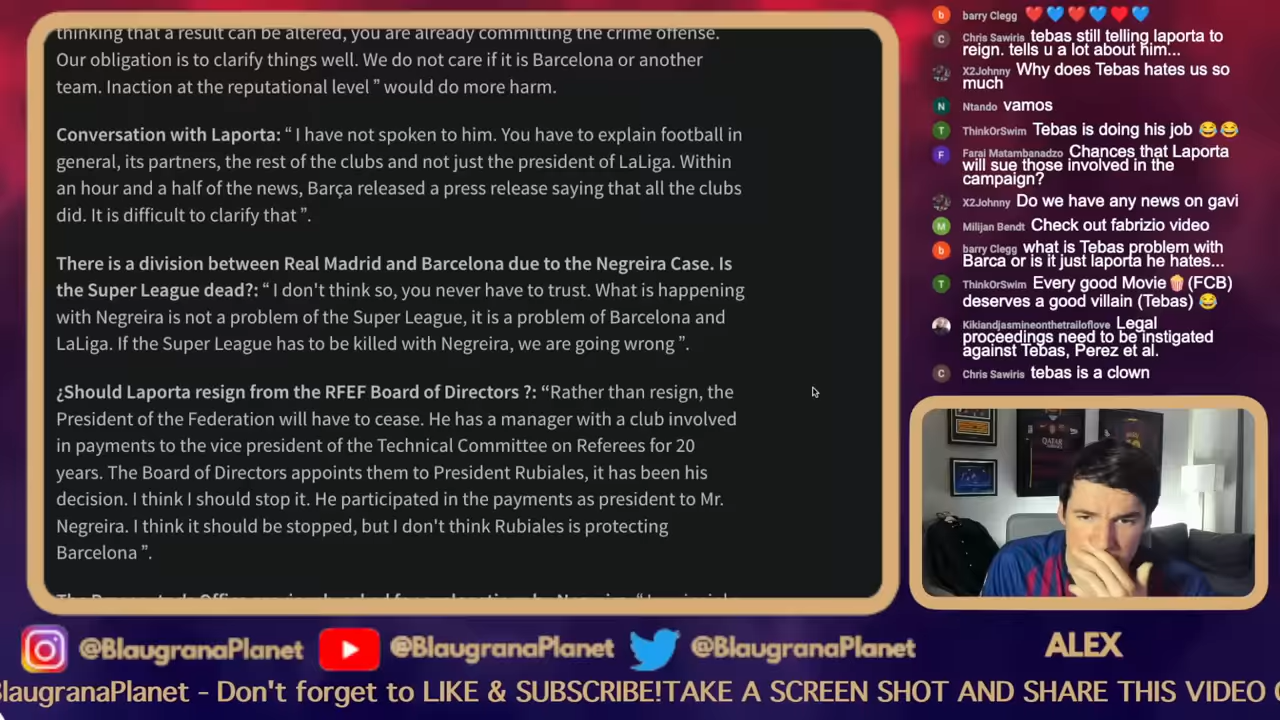 thinking that a result can be altered, you are already committing the crime offense.
Our obligation is to clarify things well. We do not care if it is Barcelona or another
team. Inaction at the reputational level ” would do more harm.
Conversation with Laporta: “ I have not spoken to him. You have to explain football in
general, its partners, the rest of the clubs and not just the president of LaLiga. Within
an hour and a half of the news, Barça released a press release saying that all the clubs
did. It is difficult to clarify that ”.
There is a division between Real Madrid and Barcelona due to the Negreira Case. Is
the Super League dead?: “ I don't think so, you never have to trust. What is happening
with Negreira is not a problem of the Super League, it is a problem of Barcelona and
LaLiga. If the Super League has to be killed with Negreira, we are going wrong ”.
¿Should Laporta resign from the RFEF Board of Directors ?: “Rather than resign, the
President of the Federation will have to cease. He has a manager with a club involved
in payments to the vice president of the Technical Committee on Referees for 20
years. The Board of Directors appoints them to President Rubiales, it has been his
decision. I think I should stop it. He participated in the payments as president to Mr.
Negreira. I think it should be stopped, but I don't think Rubiales is protecting
Barcelona ”.
b barry Clegg ❤️💙❤️💙❤️💙
C Chris Sawiris tebas still telling laporta to
reign. tells u a lot about him...
X2Johnny Why does Tebas hates us so
much
N Ntando vamos
T ThinkOrSwim Tebas is doing his job 😂😂
F Farai Matambanadzo Chances that Laporta
will sue those involved in the
campaign?
X2Johnny Do we have any news on gavi
M Milijan Bendt Check out fabrizio video
b barry Clegg what is Tebas problem with
Barca or is it just laporta he hates...
T ThinkOrSwim Every good Movie🍿(FCB)
deserves a good villain (Tebas) 😂
Kikiandjasmineonthetrailoflove Legal
proceedings need to be instigated
against Tebas, Perez et al.
C Chris Sawiris tebas is a clown
QATAR
@BlaugranaPlanet @BlaugranaPlanet @BlaugranaPlanet
ALEX
BlaugranaPlanet - Don't forget to LIKE & SUBSCRIBE!TAKE A SCREEN SHOT AND SHARE THIS VIDEO